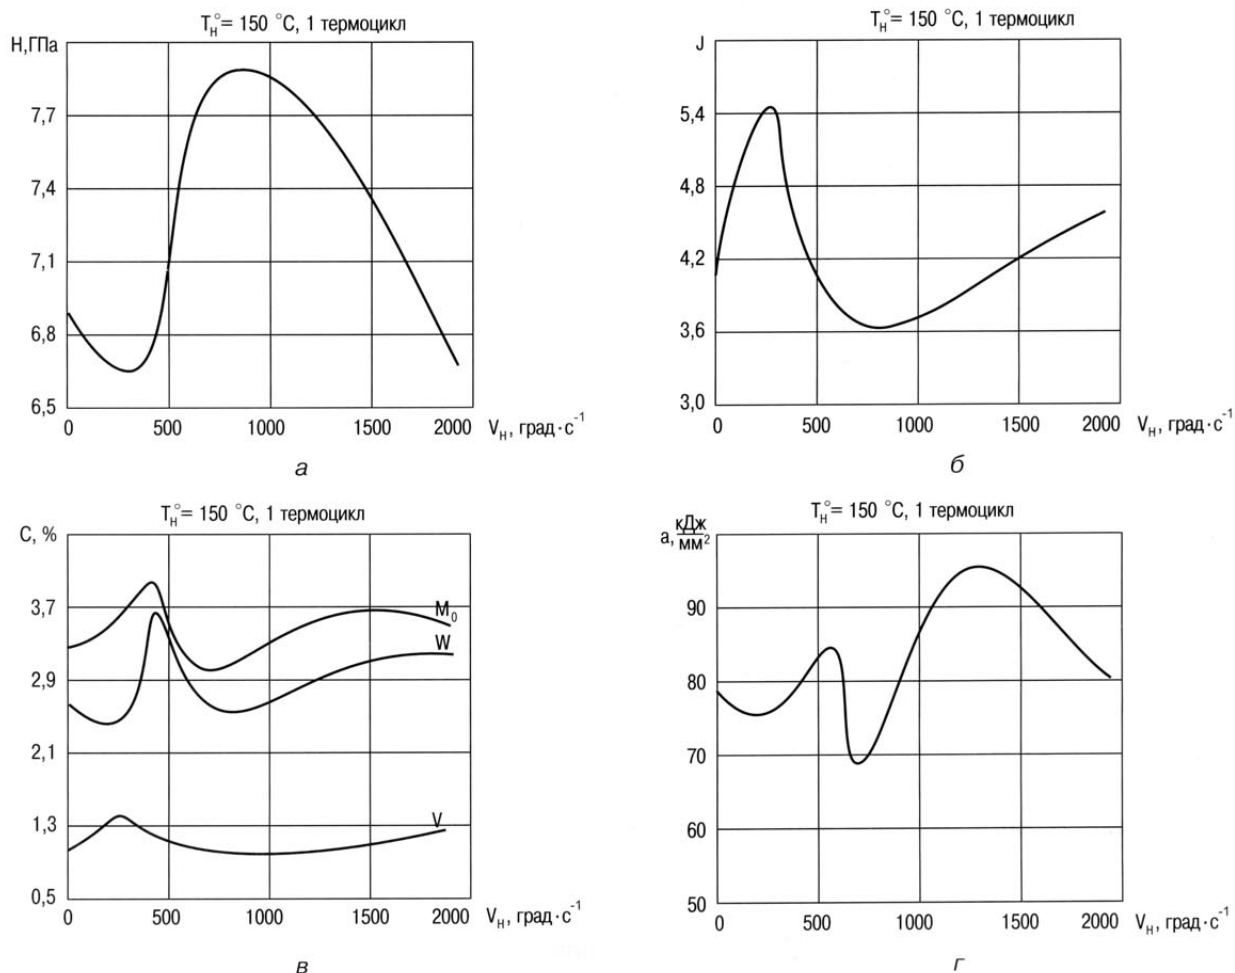 T°н = 150 °C, 1 термоцикл
H, ГПа
7,7
7,4
7,1
6,8
6,5
0 500 1000 1500 2000 Vн, град·с⁻¹
а
T°н = 150 °C, 1 термоцикл
J
5,4
4,8
4,2
3,6
3,0
0 500 1000 1500 2000 Vн, град·с⁻¹
б
T°н = 150 °C, 1 термоцикл
C, %
3,7
M₀
W
2,9
2,1
1,3
V
0,5
0 500 1000 1500 2000 Vн, град·с⁻¹
в
T°н = 150 °C, 1 термоцикл
a, кДж
мм²
90
80
70
60
50
0 500 1000 1500 2000 Vн, град·с⁻¹
г